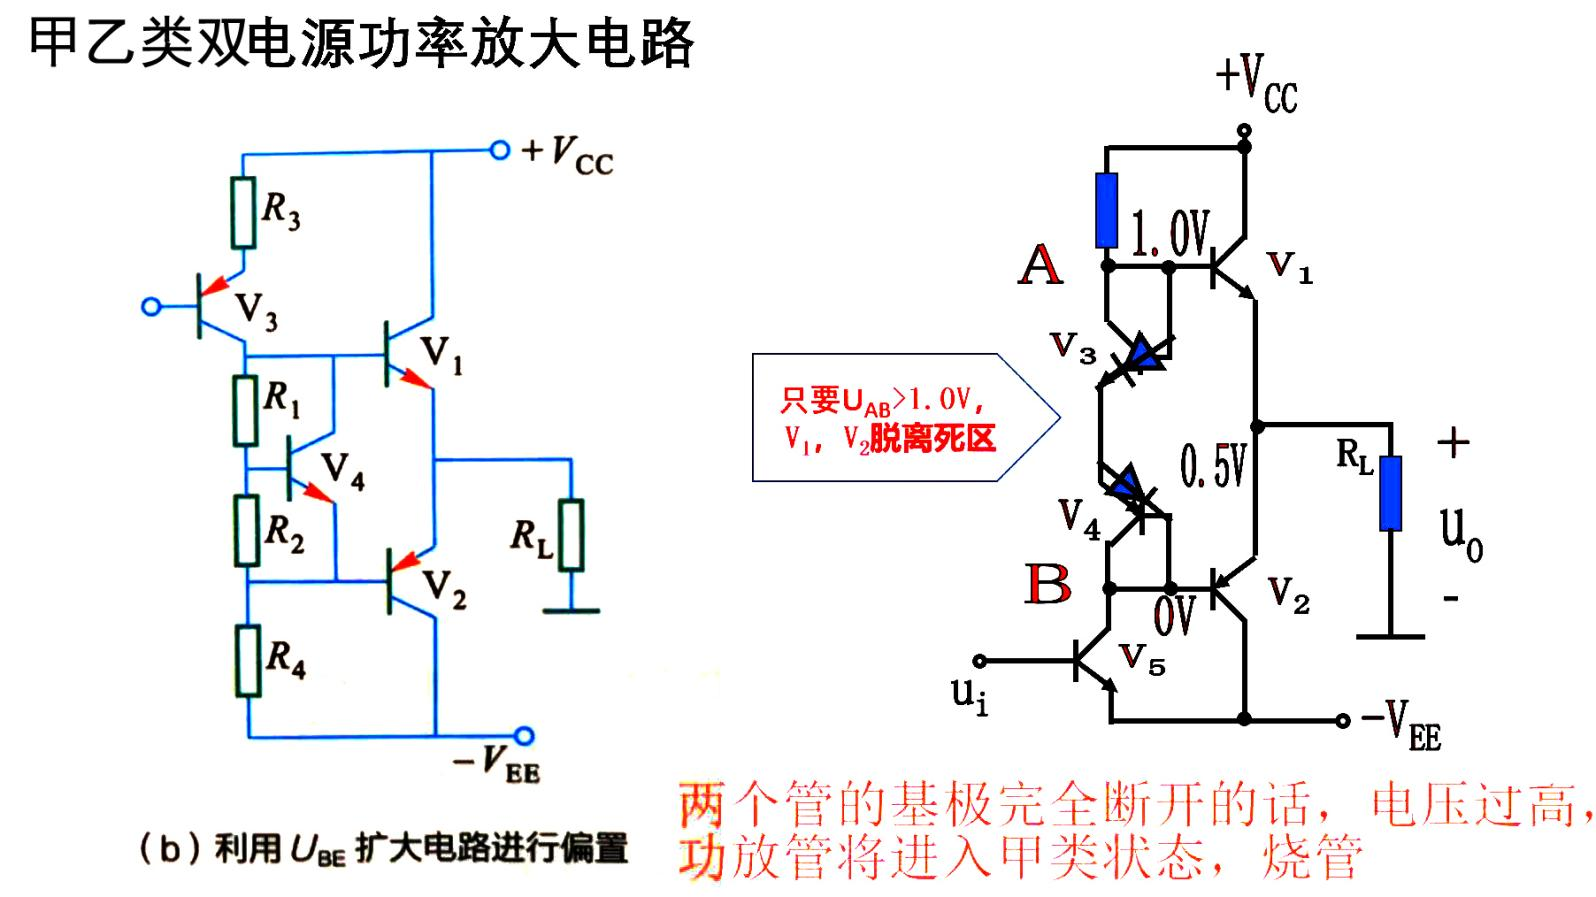 甲乙类双电源功率放大电路
+VCC
R3
V3
R1
V1
V4
R2
RL
V2
R4
-VEE
(b)利用UBE扩大电路进行偏置
+VCC
1.0V
A
V1
V3
只要UAB>1.0V,
V1, V2脱离死区
RL
+
0.5V
V4
uo
B
V2
-
0V
V5
ui
-VEE
两个管的基极完全断开的话，电压过高，
功放管将进入甲类状态，烧管